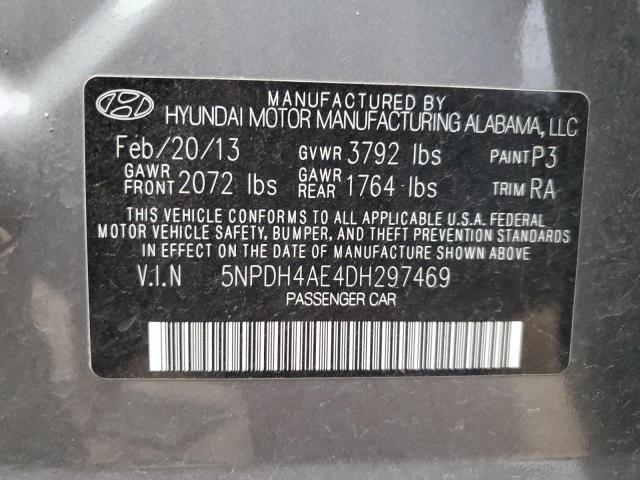 MANUFACTURED BY
HYUNDAI MOTOR MANUFACTURING ALABAMA, LLC
Feb/20/13 GVWR 3792 lbs PAINT P3
GAWR FRONT 2072 lbs GAWR REAR 1764 lbs TRIM RA
THIS VEHICLE CONFORMS TO ALL APPLICABLE U.S.A. FEDERAL
MOTOR VEHICLE SAFETY, BUMPER, AND THEFT PREVENTION STANDARDS
IN EFFECT ON THE DATE OF MANUFACTURE SHOWN ABOVE
V.I.N 5NPDH4AE4DH297469
PASSENGER CAR